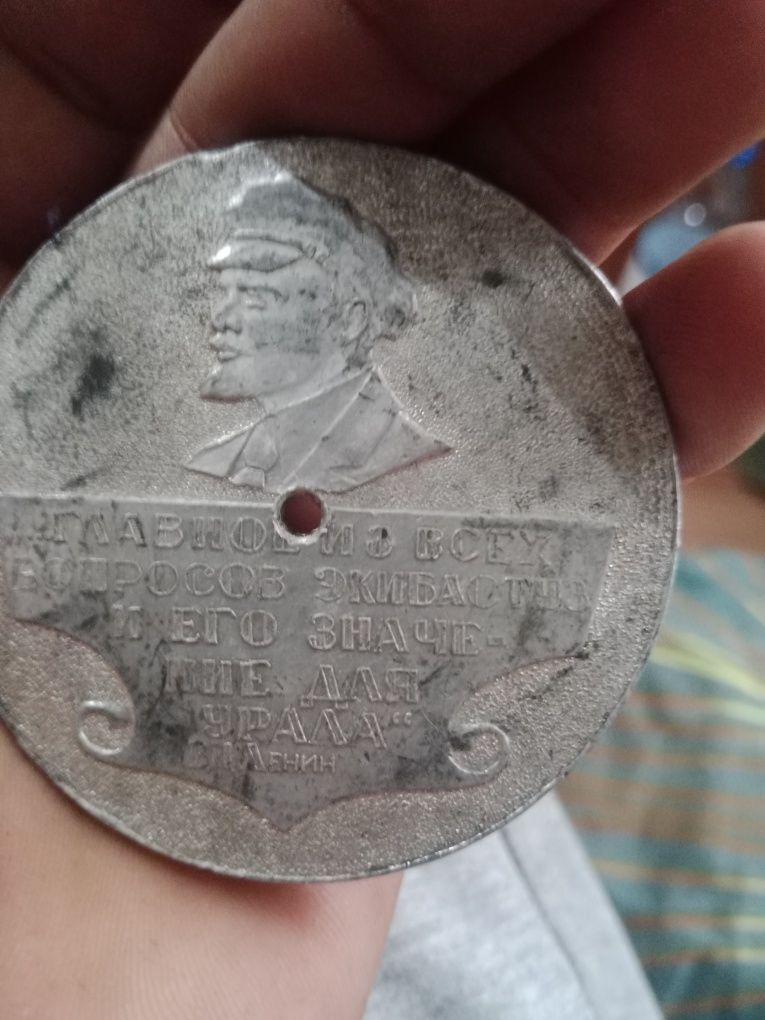 „ГЛАВНОЕ ИЗ ВСЕХ
ВОПРОСОВ ЭКИБАСТУЗ
И ЕГО ЗНАЧЕ-
НИЕ ДЛЯ
УРАЛА“
В.И.ЛЕНИН